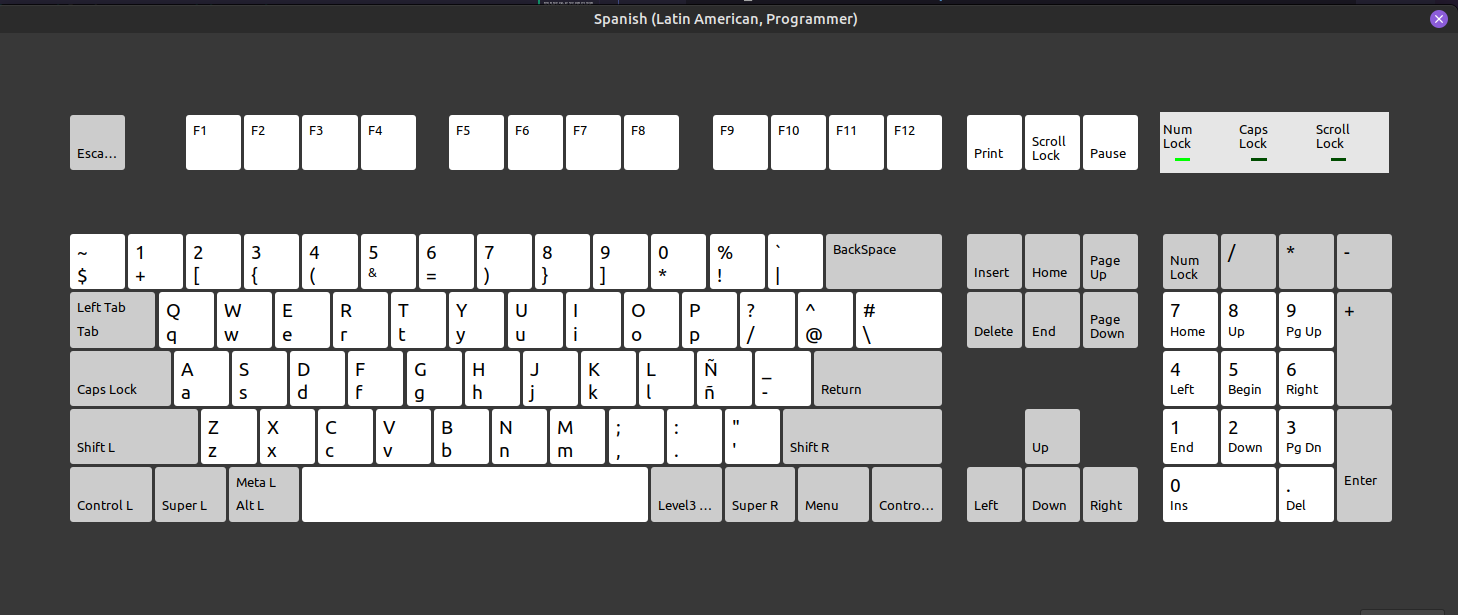 Spanish (Latin American, Programmer)
Esca...
F1 F2 F3 F4 F5 F6 F7 F8 F9 F10 F11 F12
Print
Scroll
Lock
Pause
Num
Lock
Caps
Lock
Scroll
Lock
~ 1 2 3 4 5 6 7 8 9 0 % `
$ + [ { ( & = ) } ] * ! |
BackSpace
Insert
Home
Page
Up
Num
Lock
/ * -
Left Tab
Tab
Q W E R T Y U I O P ? ^ #
q w e r t y u i o p / @ \
Delete
End
Page
Down
7 8 9 +
Home Up Pg Up
Caps Lock
A S D F G H J K L Ñ _
a s d f g h j k l ñ -
Return
4 5 6
Left Begin Right
Shift L
Z X C V B N M ; : "
z x c v b n m , . '
Shift R
Up
1 2 3
End Down Pg Dn
Enter
Control L
Super L
Meta L
Alt L
Level3 ...
Super R
Menu
Contro...
Left
Down
Right
0 .
Ins Del